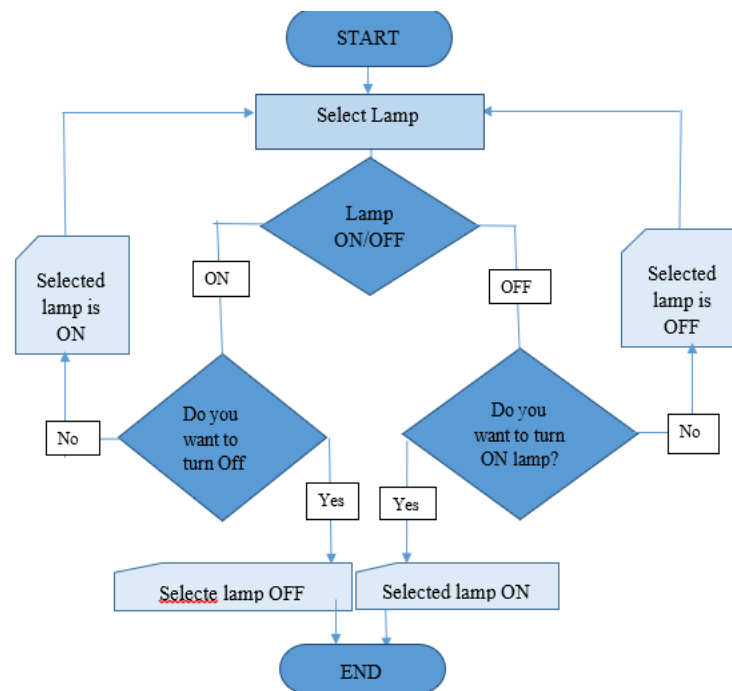 START
Select Lamp
Lamp
ON/OFF
ON
OFF
Selected
lamp is
ON
Selected
lamp is
OFF
Do you
want to
turn Off
Do you
want to turn
ON lamp?
No
No
Yes
Yes
Selecte lamp OFF
Selected lamp ON
END